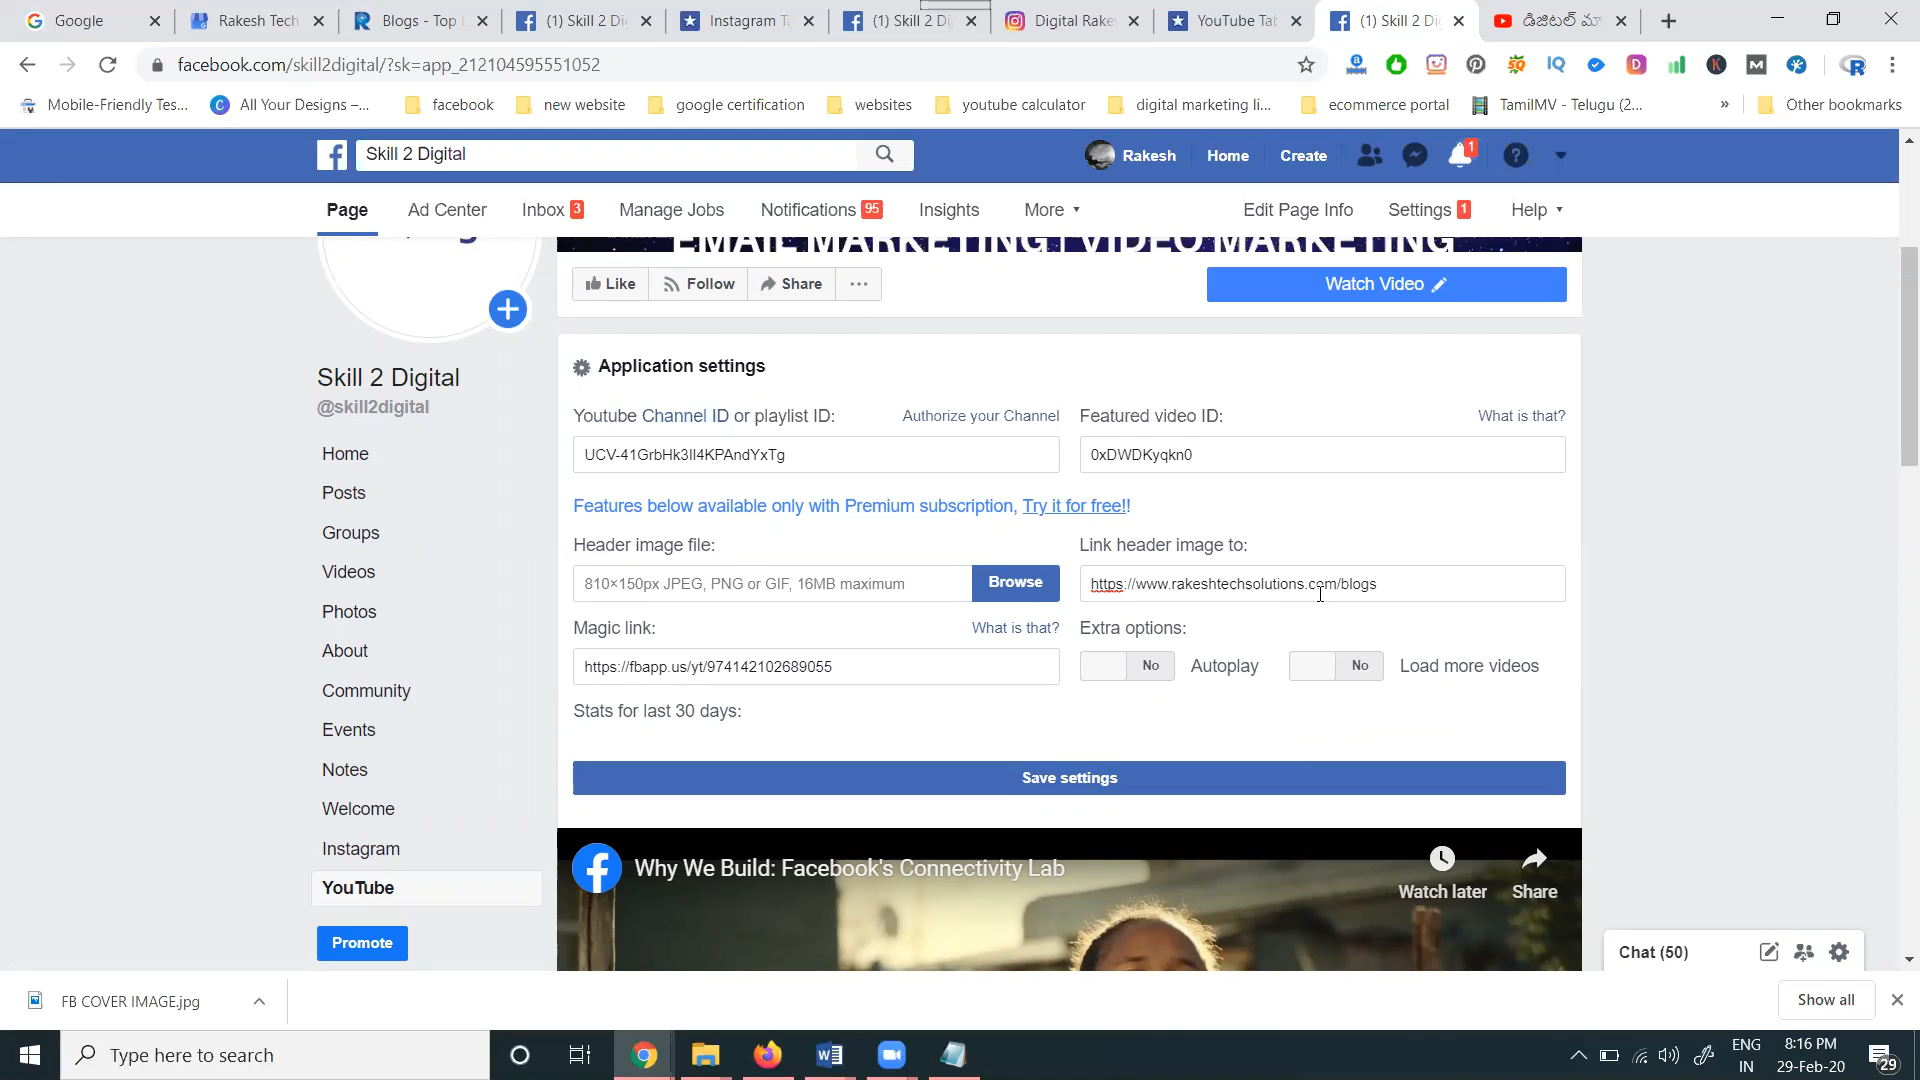 Google
Rakesh Tech
Blogs - Top
(1) Skill 2 Di
Instagram Ta
(1) Skill 2 Di
Digital Rake
YouTube Tab
(1) Skill 2 Di
డిజిటల్ మా
facebook.com/skill2digital/?sk=app_212104595551052
Mobile-Friendly Tes...
All Your Designs –...
facebook
new website
google certification
websites
youtube calculator
digital marketing li...
ecommerce portal
TamilMV - Telugu (2...
»
Other bookmarks
Skill 2 Digital
Rakesh
Home
Create
1
Page
Ad Center
Inbox 3
Manage Jobs
Notifications 95
Insights
More
Edit Page Info
Settings 1
Help
EMAIL MARKETING | VIDEO MARKETING
Like
Follow
Share
...
Watch Video
Skill 2 Digital
@skill2digital
Home
Posts
Groups
Videos
Photos
About
Community
Events
Notes
Welcome
Instagram
YouTube
Promote
Application settings
Youtube Channel ID or playlist ID:
Authorize your Channel
Featured video ID:
What is that?
UCV-41GrbHk3Il4KPAndYxTg
0xDWDKyqkn0
Features below available only with Premium subscription, Try it for free!!
Header image file:
Link header image to:
810×150px JPEG, PNG or GIF, 16MB maximum
Browse
https://www.rakeshtechsolutions.com/blogs
Magic link:
What is that?
Extra options:
https://fbapp.us/yt/974142102689055
No
Autoplay
No
Load more videos
Stats for last 30 days:
Save settings
Why We Build: Facebook's Connectivity Lab
Watch later
Share
Chat (50)
FB COVER IMAGE.jpg
Show all
Type here to search
ENG
IN
8:16 PM
29-Feb-20
29